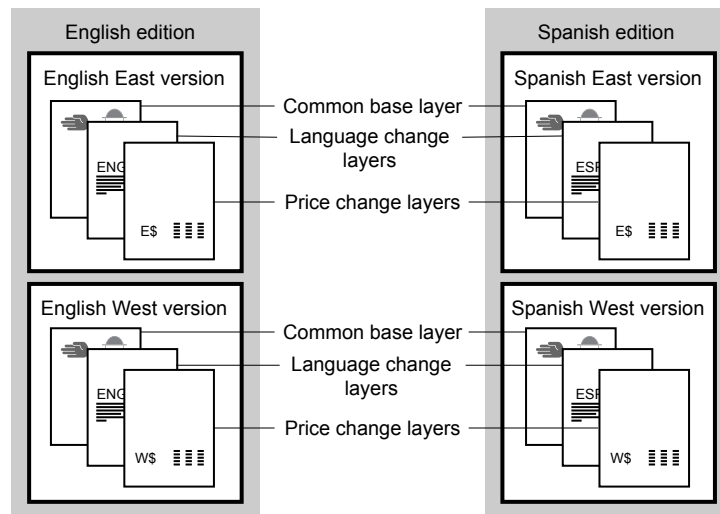 English edition
Spanish edition
English East version
Spanish East version
Common base layer
Language change
layers
ENG
ESP
Price change layers
E$
E$
English West version
Spanish West version
Common base layer
Language change
layers
ENG
ESP
Price change layers
W$
W$